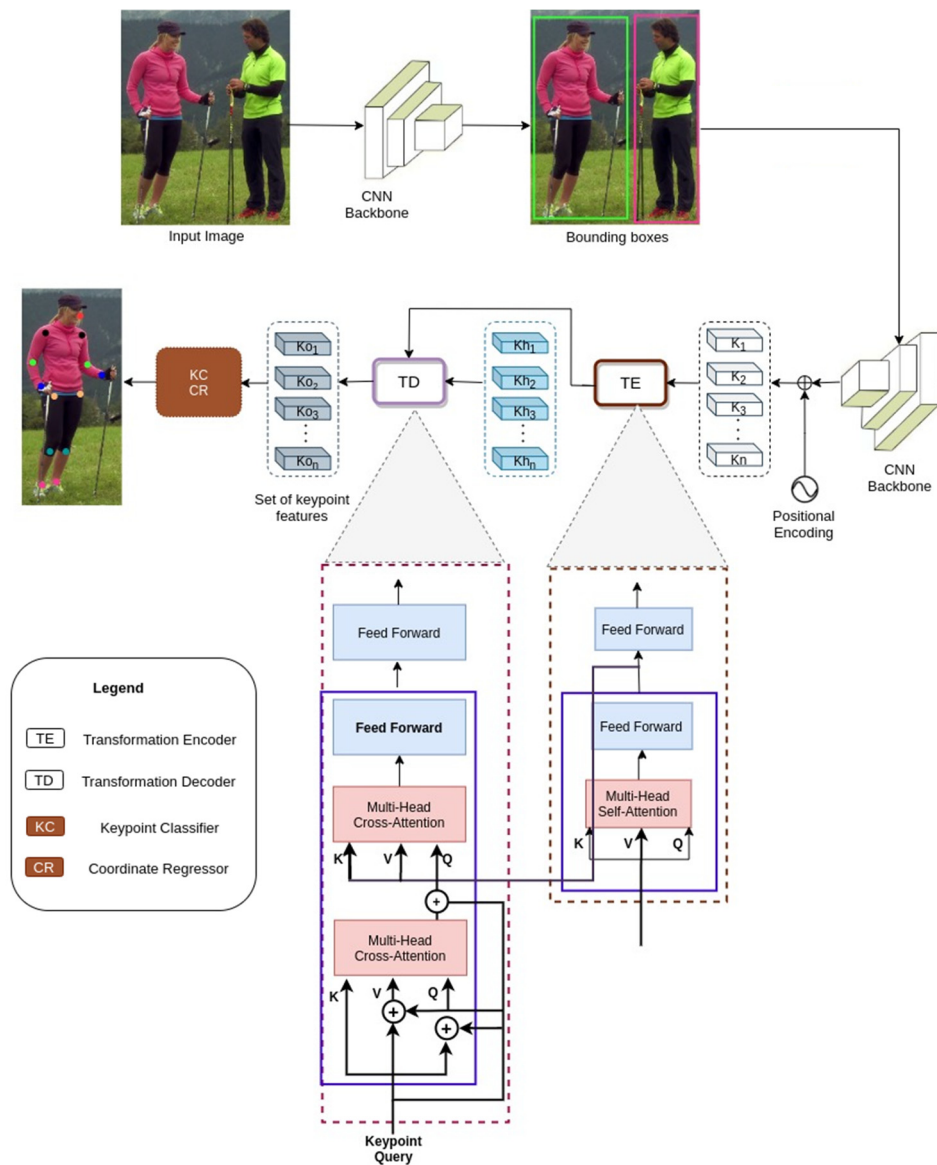 CNN
Backbone
Input Image
Bounding boxes
KC
CR
Ko1
Ko2
Ko3
Kon
Set of keypoint
features
TD
Kh1
Kh2
Kh3
Khn
TE
K1
K2
K3
Kn
Positional
Encoding
CNN
Backbone
Feed Forward
Feed Forward
Multi-Head
Cross-Attention
K
V
Q
Multi-Head
Cross-Attention
K
V
Q
Keypoint
Query
Feed Forward
Feed Forward
Multi-Head
Self-Attention
K
V
Q
Legend
TE Transformation Encoder
TD Transformation Decoder
KC Keypoint Classifier
CR Coordinate Regressor